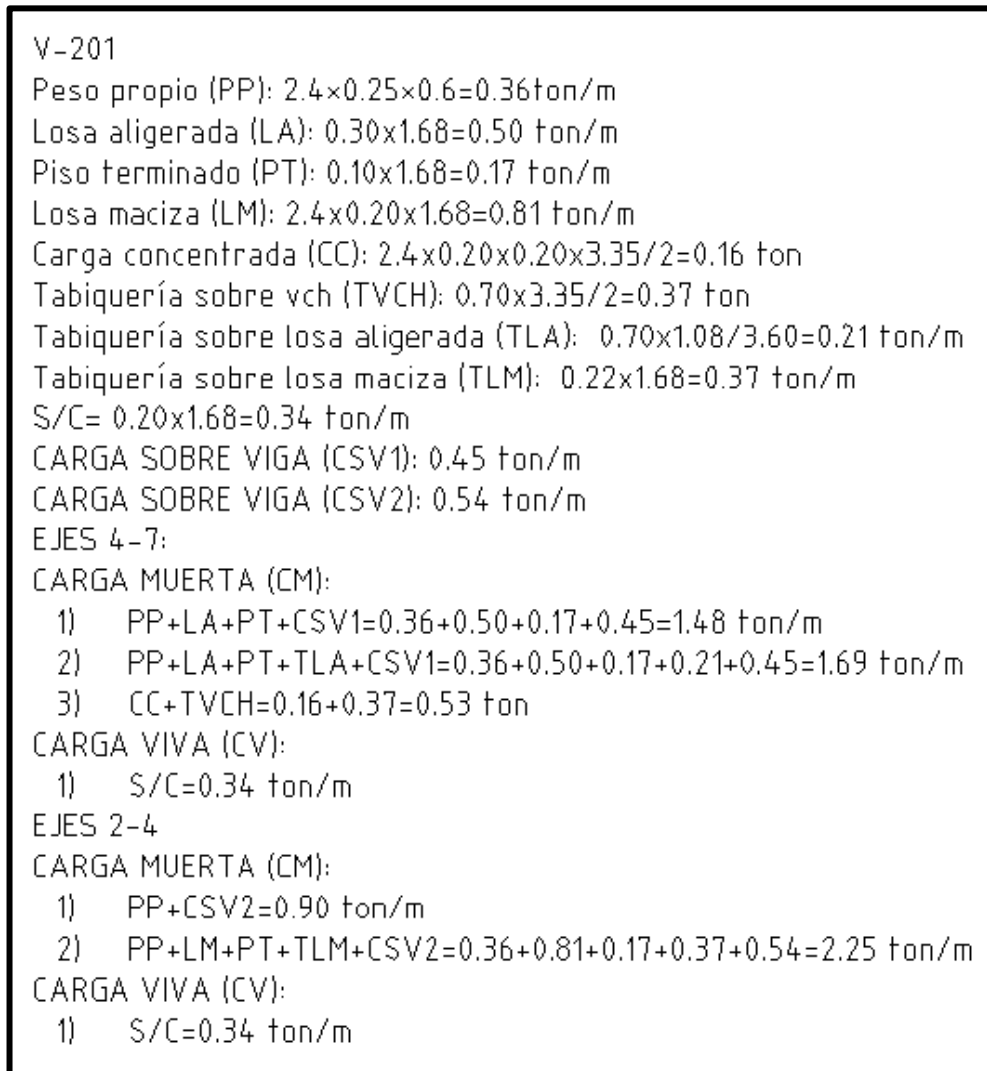 V-201
Peso propio (PP): 2.4×0.25×0.6=0.36ton/m
Losa aligerada (LA): 0.30x1.68=0.50 ton/m
Piso terminado (PT): 0.10x1.68=0.17 ton/m
Losa maciza (LM): 2.4x0.20x1.68=0.81 ton/m
Carga concentrada (CC): 2.4x0.20x0.20x3.35/2=0.16 ton
Tabiquería sobre vch (TVCH): 0.70x3.35/2=0.37 ton
Tabiquería sobre losa aligerada (TLA):  0.70x1.08/3.60=0.21 ton/m
Tabiquería sobre losa maciza (TLM):  0.22x1.68=0.37 ton/m
S/C= 0.20x1.68=0.34 ton/m
CARGA SOBRE VIGA (CSV1): 0.45 ton/m
CARGA SOBRE VIGA (CSV2): 0.54 ton/m
EJES 4-7:
CARGA MUERTA (CM):
1) PP+LA+PT+CSV1=0.36+0.50+0.17+0.45=1.48 ton/m
2) PP+LA+PT+TLA+CSV1=0.36+0.50+0.17+0.21+0.45=1.69 ton/m
3) CC+TVCH=0.16+0.37=0.53 ton
CARGA VIVA (CV):
1) S/C=0.34 ton/m
EJES 2-4
CARGA MUERTA (CM):
1) PP+CSV2=0.90 ton/m
2) PP+LM+PT+TLM+CSV2=0.36+0.81+0.17+0.37+0.54=2.25 ton/m
CARGA VIVA (CV):
1) S/C=0.34 ton/m